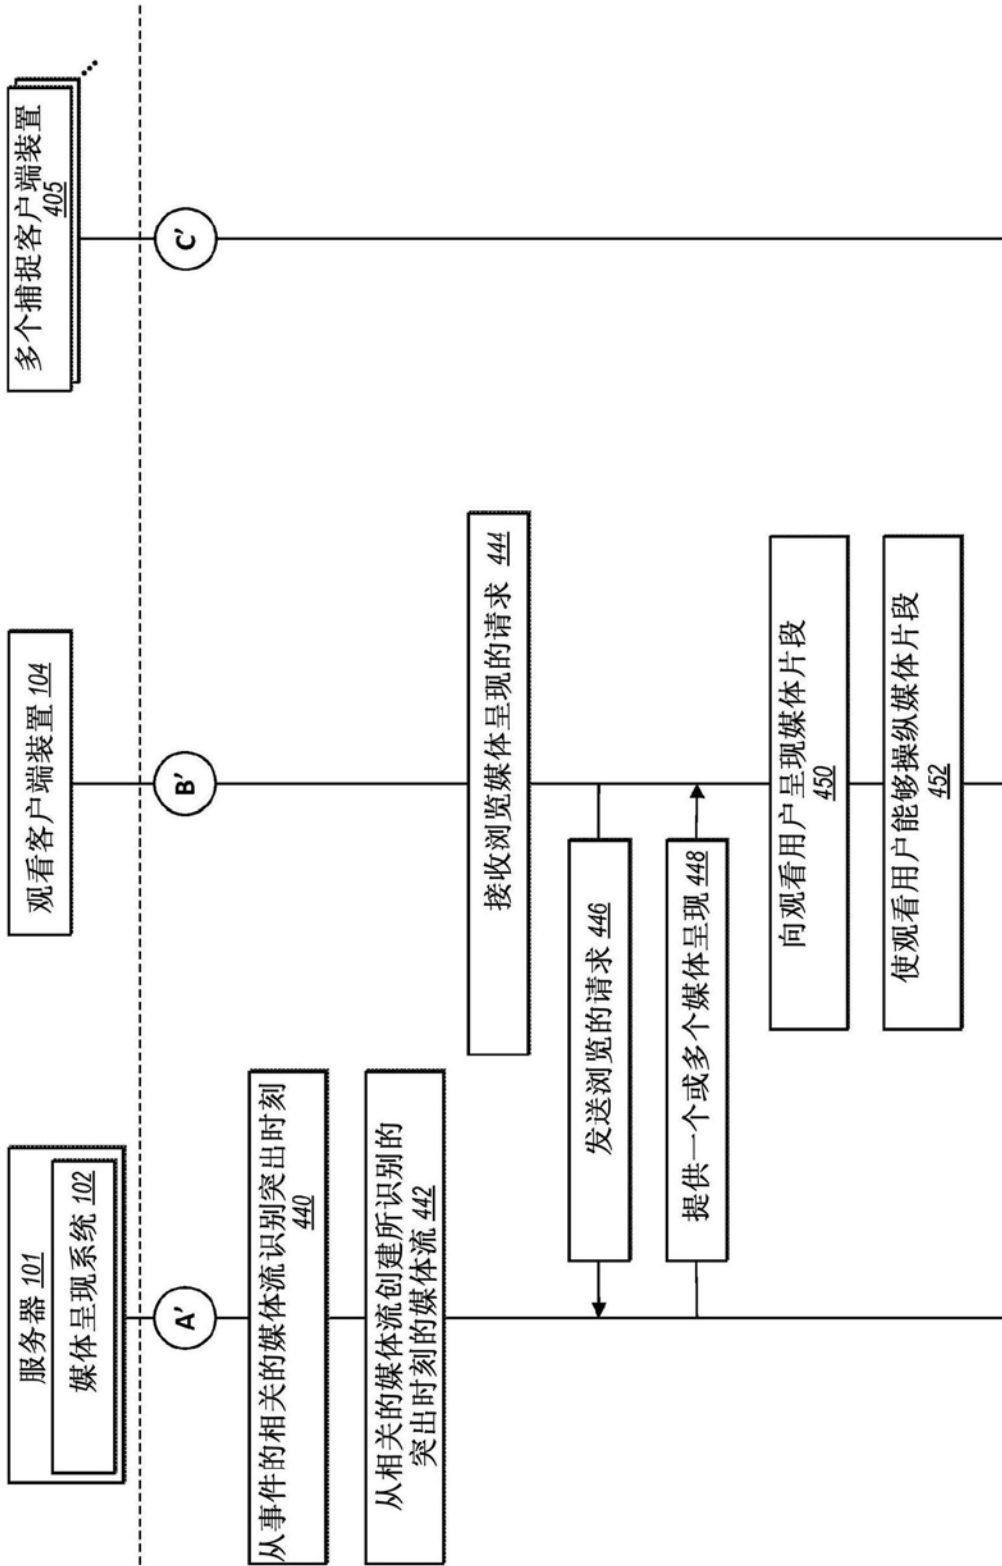 服务器 101
媒体呈现系统 102
观看客户端装置 104
多个捕捉客户端装置
405
A'
B'
C'
从事件的相关的媒体流识别突出时刻
440
从相关的媒体流创建所识别的
突出时刻的媒体流 442
接收浏览媒体呈现的请求 444
发送浏览的请求 446
提供一个或多个媒体呈现 448
向观看用户呈现媒体片段
450
使观看用户能够操纵媒体片段
452